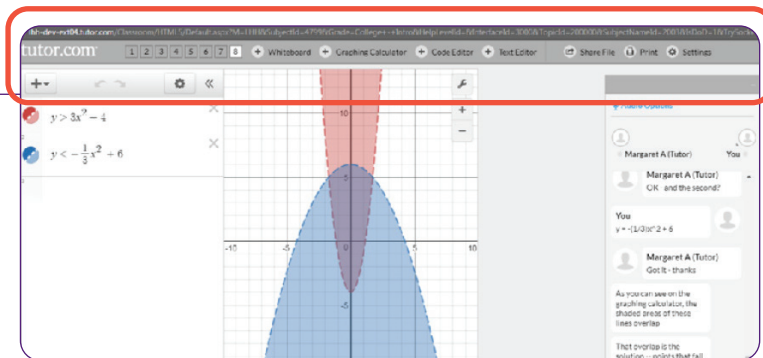 tutor.com
1 2 3 4 5 6 7 8
Whiteboard
Graphing Calculator
Code Editor
Text Editor
Share File
Print
Settings
y > 3x² − 4
y < −1/3x² + 6
10
5
-10
-5
0
5
10
-5
Margaret A (Tutor)
You
Margaret A (Tutor)
OK - and the second?
You
y = -(1/3)x^2 + 6
Margaret A (Tutor)
Got it - thanks
As you can see on the
graphing calculator, the
shaded areas of these
lines overlap
That overlap is the
solution -- points that fall